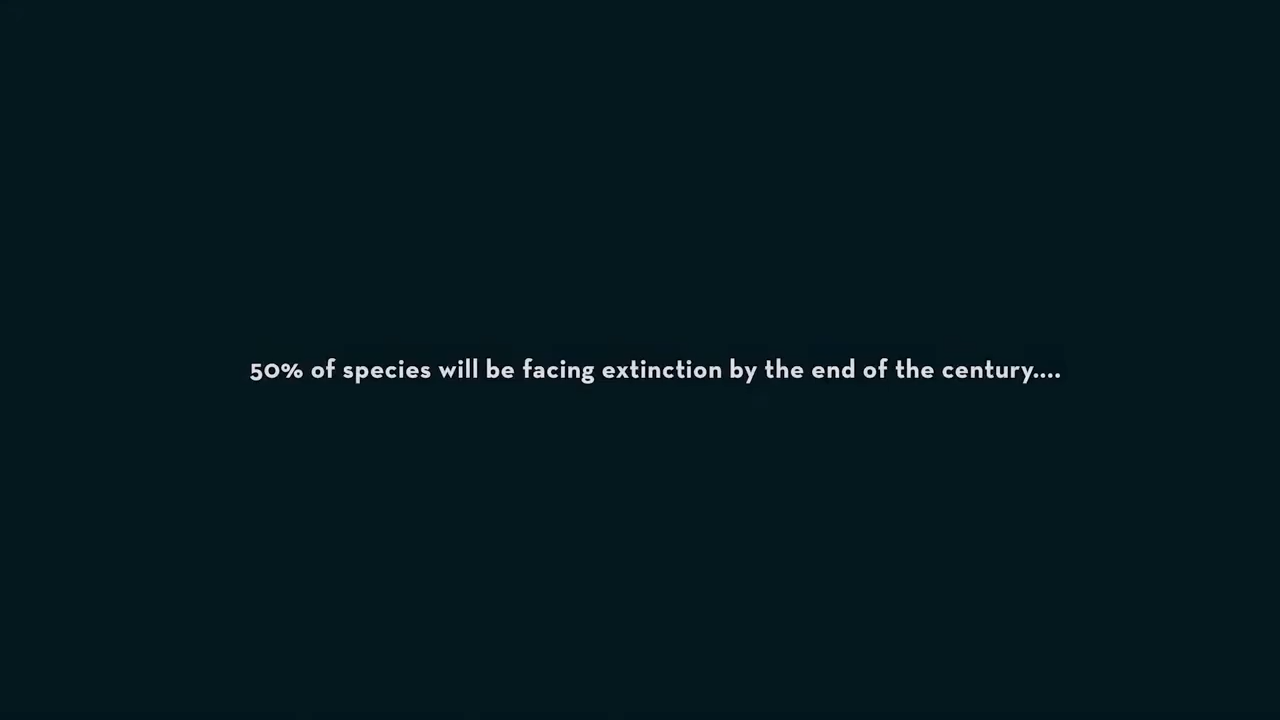 50% of species will be facing extinction by the end of the century....